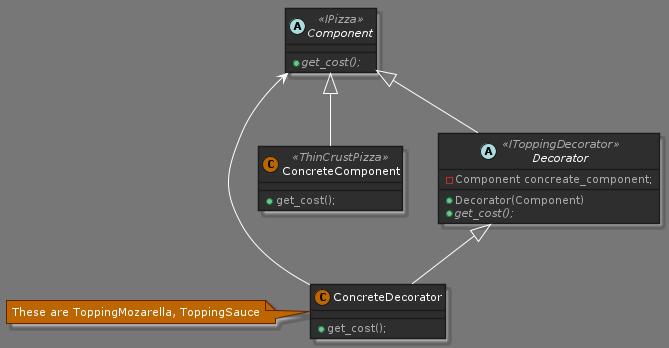 A
«IPizza»
Component
get_cost();
C
«ThinCrustPizza»
ConcreteComponent
get_cost();
A
«IToppingDecorator»
Decorator
Component concreate_component;
Decorator(Component)
get_cost();
C ConcreteDecorator
get_cost();
These are ToppingMozarella, ToppingSauce